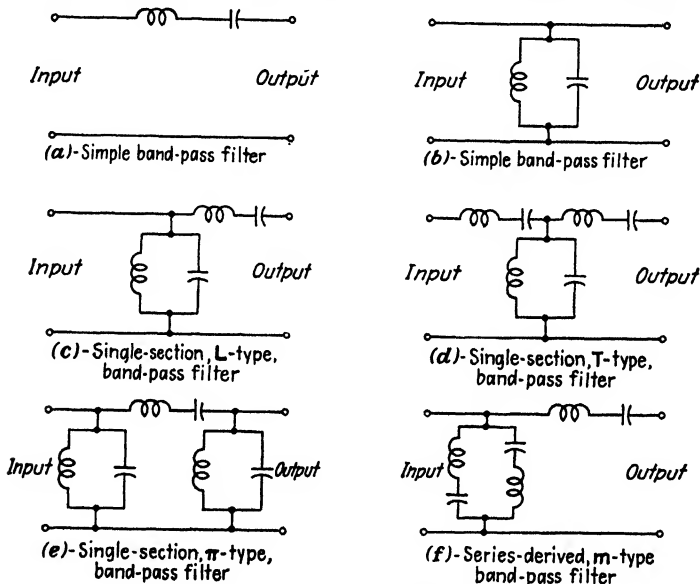 Input
Output
(a)-Simple band-pass filter
Input
Output
(b)-Simple band-pass filter
Input
Output
(c)-Single-section, L-type,
band-pass filter
Input
Output
(d)-Single-section, T-type,
band-pass filter
Input
Output
(e)-Single-section, π-type,
band-pass filter
Input
Output
(f)-Series-derived, m-type
band-pass filter